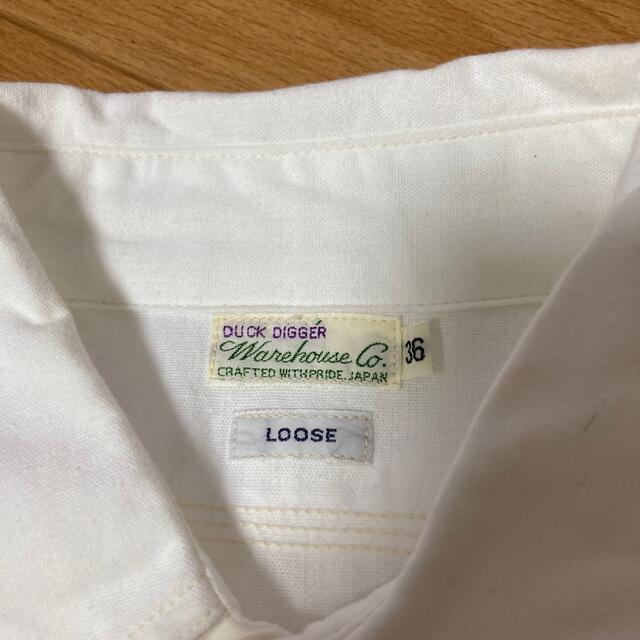 DUCK DIGGER
Warehouse Co.
CRAFTED WITH PRIDE. JAPAN
36
LOOSE